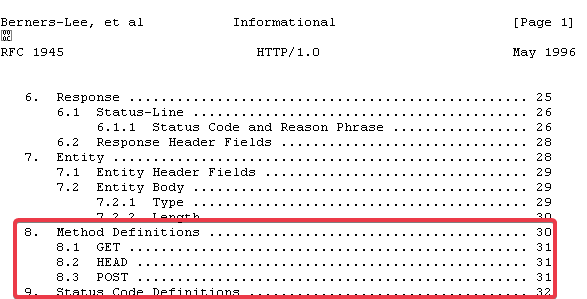 Berners-Lee, et al Informational [Page 1]
RFC 1945 HTTP/1.0 May 1996
6. Response .................................................. 25
6.1 Status-Line .......................................... 26
6.1.1 Status Code and Reason Phrase ................. 26
6.2 Response Header Fields ............................... 28
7. Entity .................................................... 28
7.1 Entity Header Fields ................................. 29
7.2 Entity Body .......................................... 29
7.2.1 Type .......................................... 29
7.2.2 Length ........................................ 30
8. Method Definitions ........................................ 30
8.1 GET .................................................. 31
8.2 HEAD ................................................. 31
8.3 POST ................................................. 31
9. Status Code Definitions ................................... 32